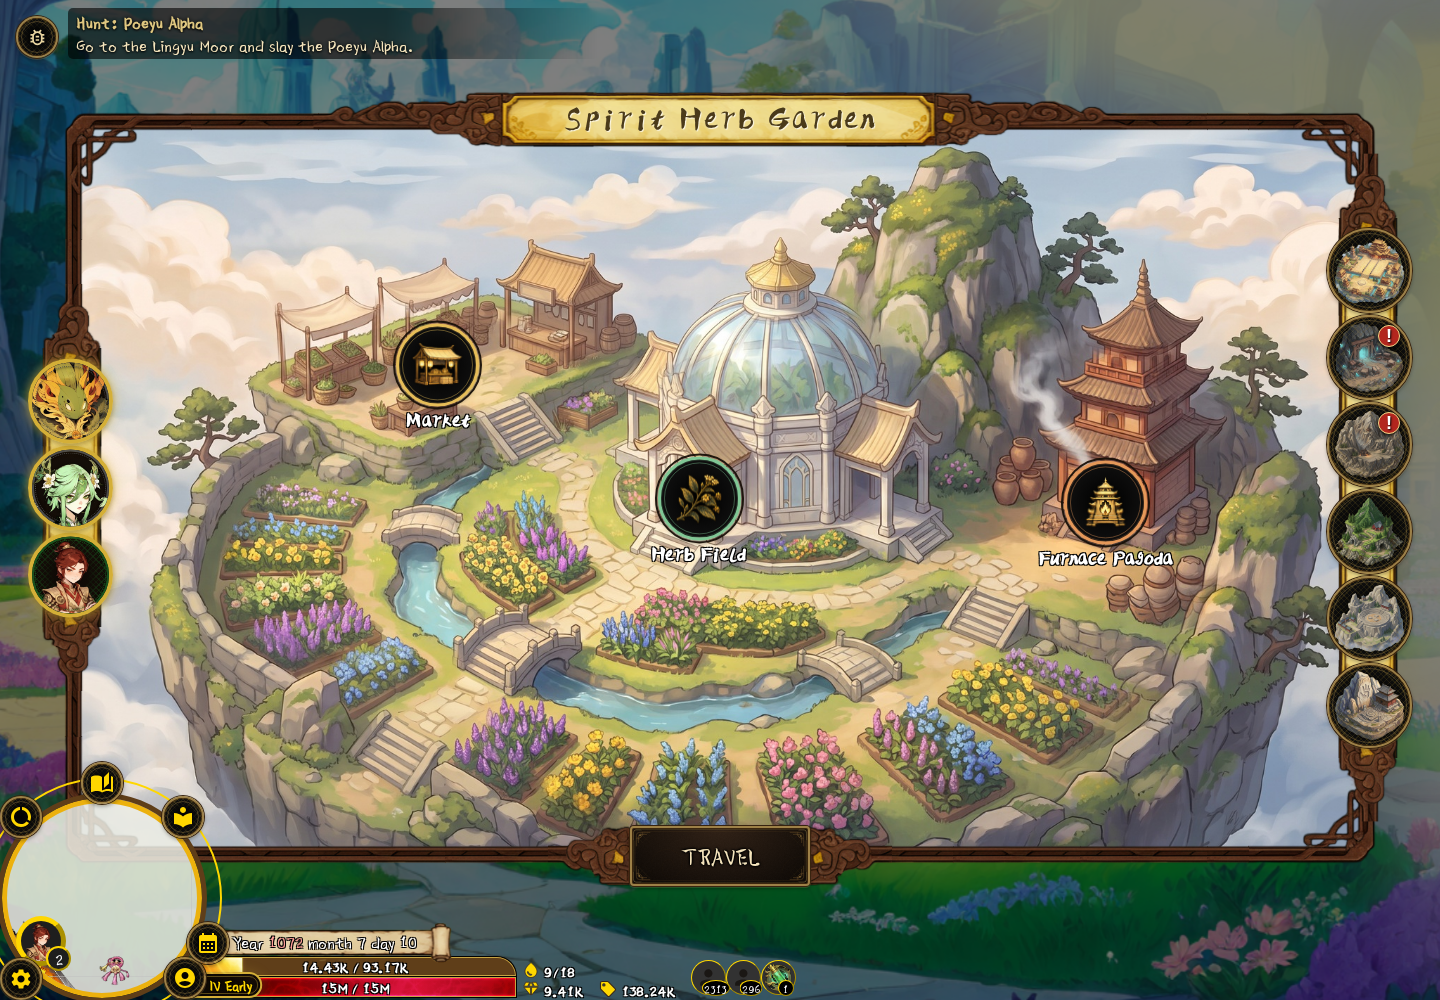 Hunt: Poeyu Alpha
Go to the Lingyu Moor and slay the Poeyu Alpha.
Spirit Herb Garden
!
Market
!
Herb Field
Furnace Pagoda
TRAVEL
Year 1072 month 7 day 10
2
14.43K / 93.17K
IV Early
15M / 15M
9/18
9.41K
138.24K
2313
296
1